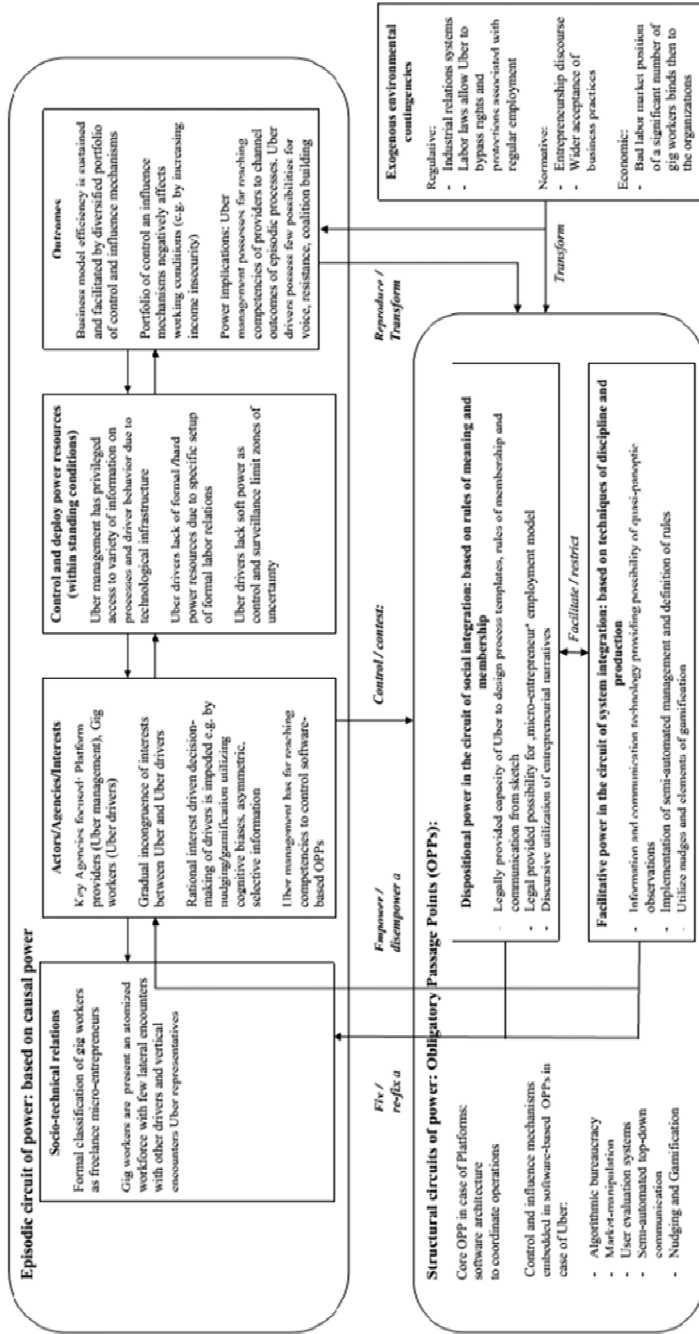 Episodic circuit of power: based on causal power
Socio-technical relations
Formal classification of gig workers
as freelance micro-entrepreneurs
Gig workers are present an atomized
workforce with few lateral encounters
with other drivers and vertical
encounters Uber representatives
Actors/Agencies/Interests
Key Agencies focused: Platform
providers (Uber management), Gig
workers (Uber drivers)
Gradual incongruence of interests
between Uber and Uber drivers
Rational interest driven decision-
making of drivers is impeded e.g. by
nudging/gamification utilizing
cognitive biases, asymmetric,
selective information
Uber management has far reaching
competencies to control software-
based OPPs
Control and deploy power resources
(within standing conditions)
Uber management has privileged
access to variety of information on
processes and driver behavior due to
technological infrastructure
Uber drivers lack of formal/hard
power resources due to specific setup
of formal labor relations
Uber drivers lack soft power as
control and surveillance limit zones of
uncertainty
Outcomes
Business model efficiency is sustained
and facilitated by diversified portfolio
of control and influence mechanisms
Portfolio of control an influence
mechanisms negatively affects
working conditions (e.g. by increasing
income insecurity)
Power implications: Uber
management possesses far reaching
competencies of providers to channel
outcomes of episodic processes. Uber
drivers possess few possibilities for
voice, resistance, coalition building
Fix /
re-fix a
Empower /
disempower a
Control / contest:
Reproduce /
Transform
Exogenous environmental
contingencies
Regulative:
- Industrial relations systems
- Labor laws allow Uber to
bypass rights and
protections associated with
regular employment
Normative:
- Entrepreneurship discourse
- Wider acceptance of
business practices
Economic:
- Bad labor market position
of a significant number of
gig workers binds then to
the organizations
Transform
Structural circuits of power: Obligatory Passage Points (OPPs):
Core OPP in case of Platforms:
software architecture
to coordinate operations
Control and influence mechanisms
embedded in software-based OPPs in
case of Uber:
- Algorithmic bureaucracy
- Market-manipulation
- User evaluation systems
- Semi-automated top-down
communication
- Nudging and Gamification
Dispositional power in the circuit of social integration: based on rules of meaning and
membership
- Legally provided capacity of Uber to design process templates, rules of membership and
communication from sketch
- Legal provided possibility for „micro-entrepreneur“ employment model
- Discursive utilization of entrepreneurial narratives
Facilitate / restrict
Facilitative power in the circuit of system integration: based on techniques of discipline and
production
- Information and communication technology providing possibility of quasi-panoptic
observations
- Implementation of semi-automated management and definition of rules
- Utilize nudges and elements of gamification